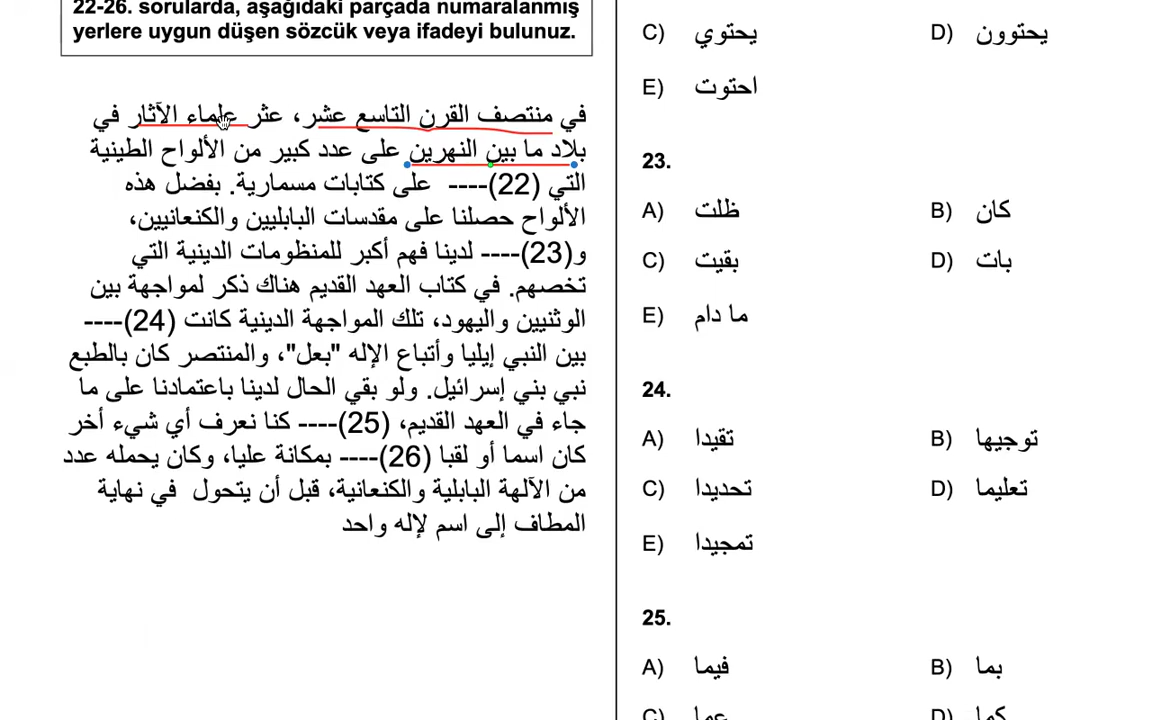 22-26. sorularda, aşağıdaki parçada numaralanmış
yerlere uygun düşen sözcük veya ifadeyi bulunuz.
في منتصف القرن التاسع عشر، عثر علماء الآثار في
بلاد ما بين النهرين على عدد كبير من الألواح الطينية
التي (22)---- على كتابات مسمارية. بفضل هذه
الألواح حصلنا على مقدسات البابليين والكنعانيين،
و(23)---- لدينا فهم أكبر للمنظومات الدينية التي
تخصهم. في كتاب العهد القديم هناك ذكر لمواجهة بين
الوثنيين واليهود، تلك المواجهة الدينية كانت (24)----
بين النبي إيليا وأتباع الإله "بعل"، والمنتصر كان بالطبع
نبي بني إسرائيل. ولو بقي الحال لدينا باعتمادنا على ما
جاء في العهد القديم، (25)---- كنا نعرف أي شيء أخر
كان اسما أو لقبا (26)---- بمكانة عليا، وكان يحمله عدد
من الآلهة البابلية والكنعانية، قبل أن يتحول في نهاية
المطاف إلى اسم لإله واحد
C) يحتوي D) يحتوون
E) احتوت
23.
A) ظلت B) كان
C) بقيت D) بات
E) ما دام
24.
A) تقيدا B) توجيها
C) تحديدا D) تعليما
E) تمجيدا
25.
A) فيما B) بما
C) عما D) كما